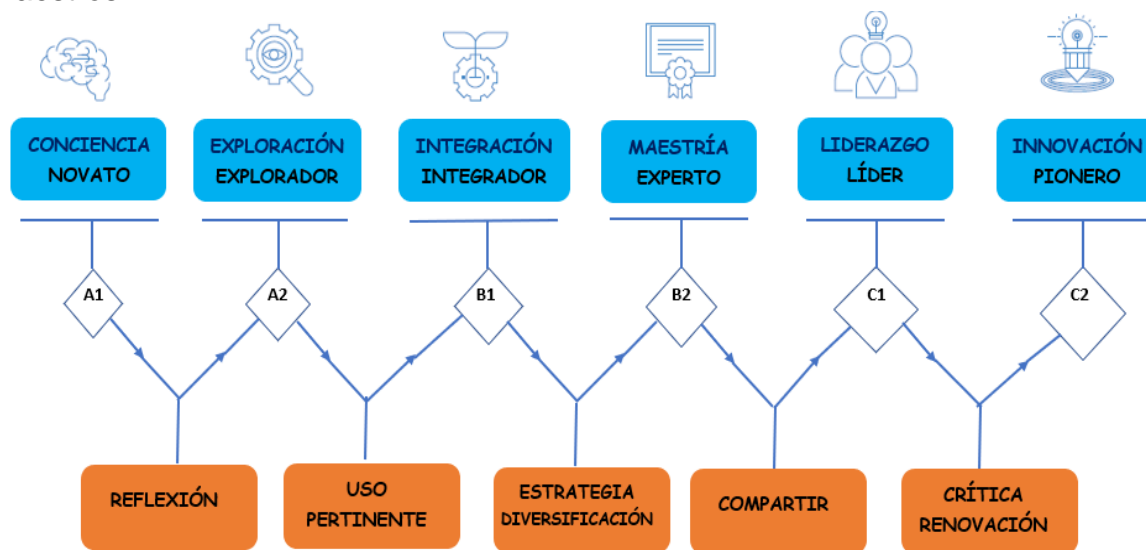 CONCIENCIA
NOVATO
EXPLORACIÓN
EXPLORADOR
INTEGRACIÓN
INTEGRADOR
MAESTRÍA
EXPERTO
LIDERAZGO
LÍDER
INNOVACIÓN
PIONERO
A1
A2
B1
B2
C1
C2
REFLEXIÓN
USO
PERTINENTE
ESTRATEGIA
DIVERSIFICACIÓN
COMPARTIR
CRÍTICA
RENOVACIÓN